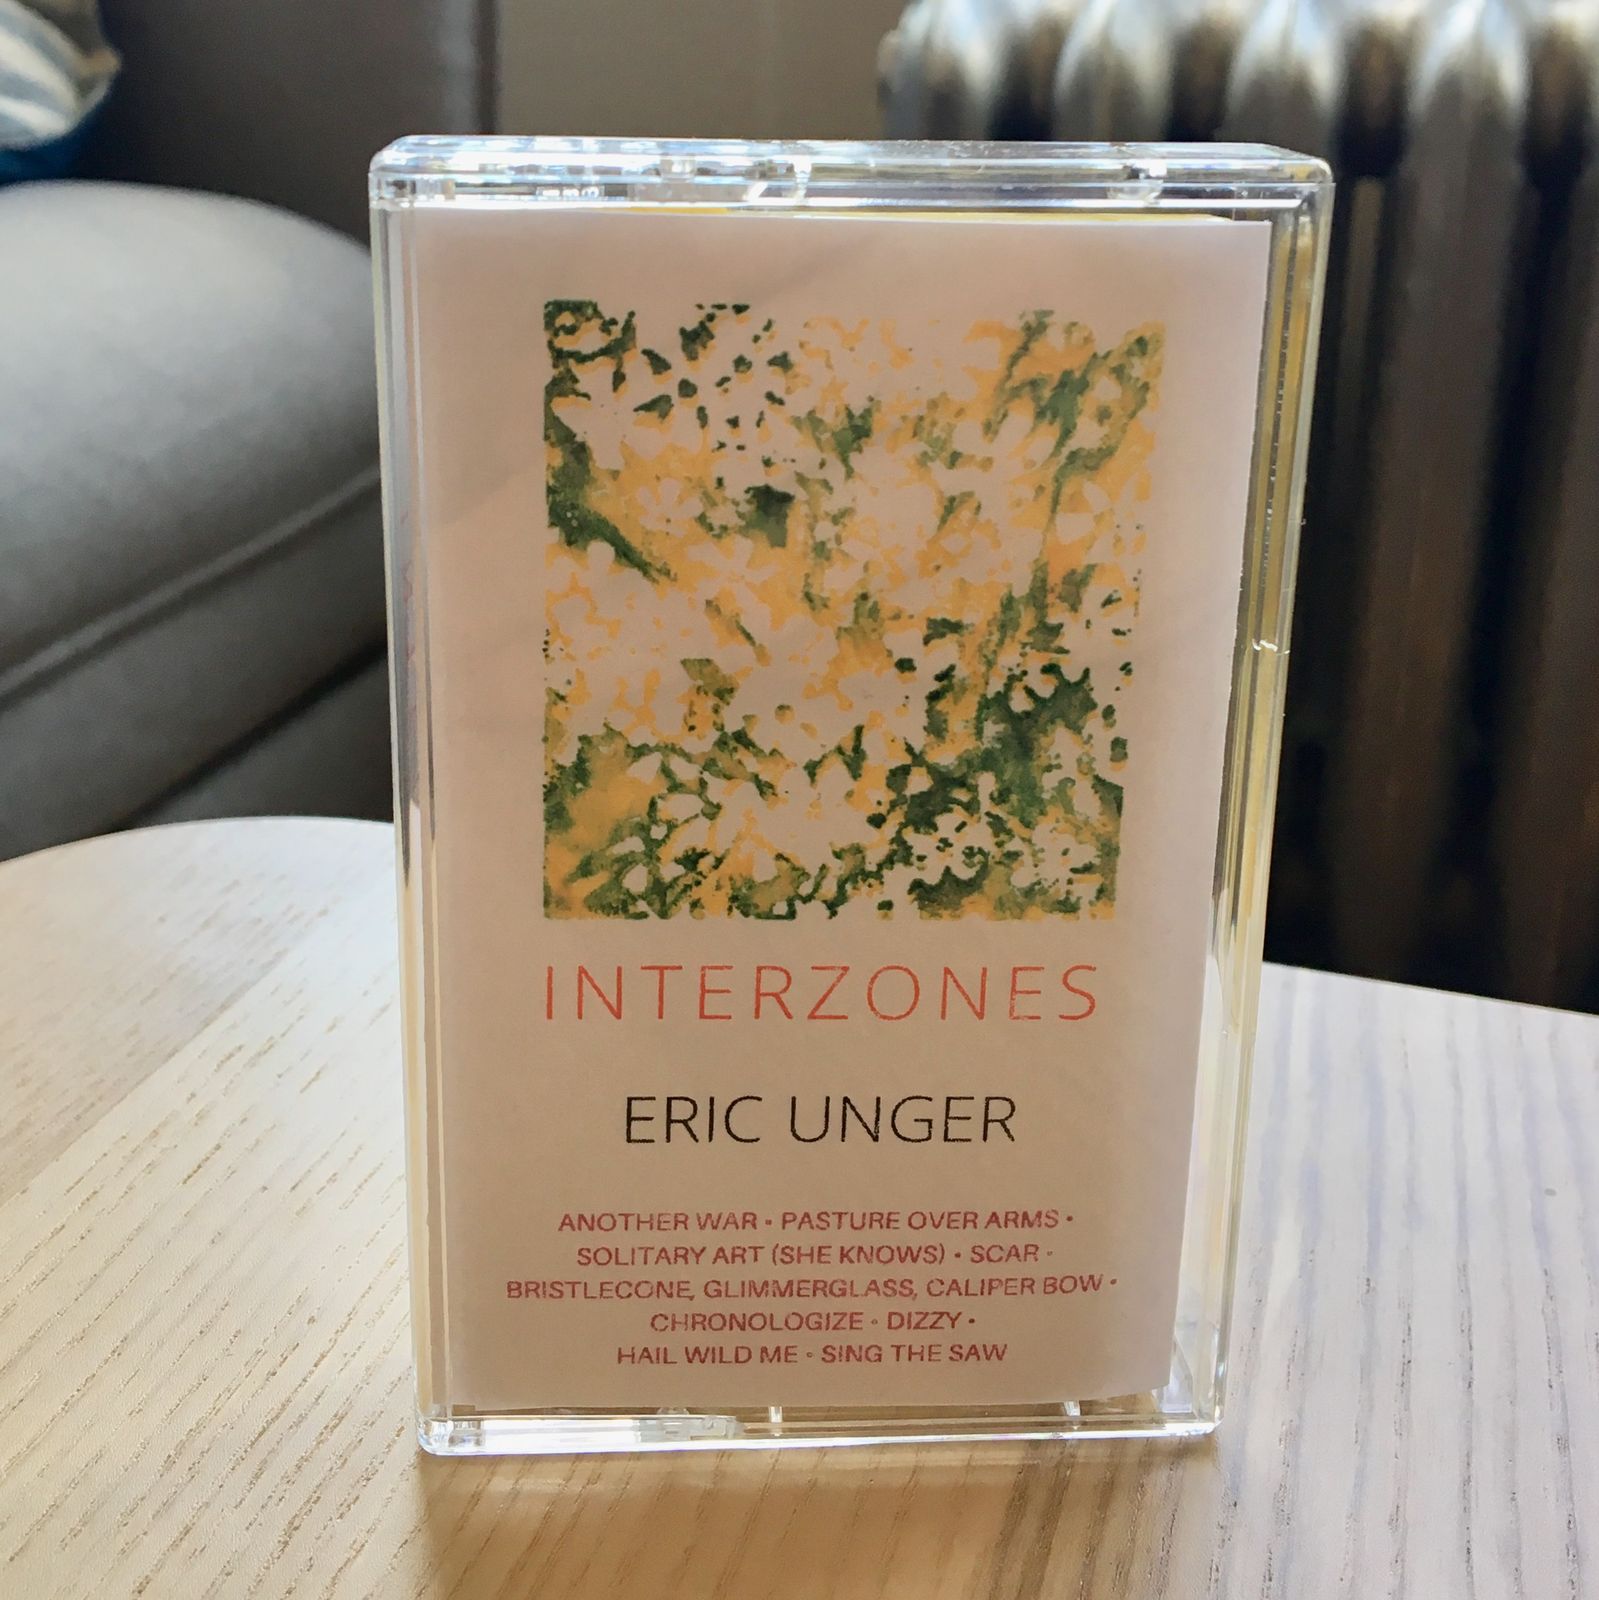 INTERZONES
ERIC UNGER
ANOTHER WAR • PASTURE OVER ARMS •
SOLITARY ART (SHE KNOWS) • SCAR •
BRISTLECONE, GLIMMERGLASS, CALIPER BOW •
CHRONOLOGIZE • DIZZY •
HAIL WILD ME • SING THE SAW